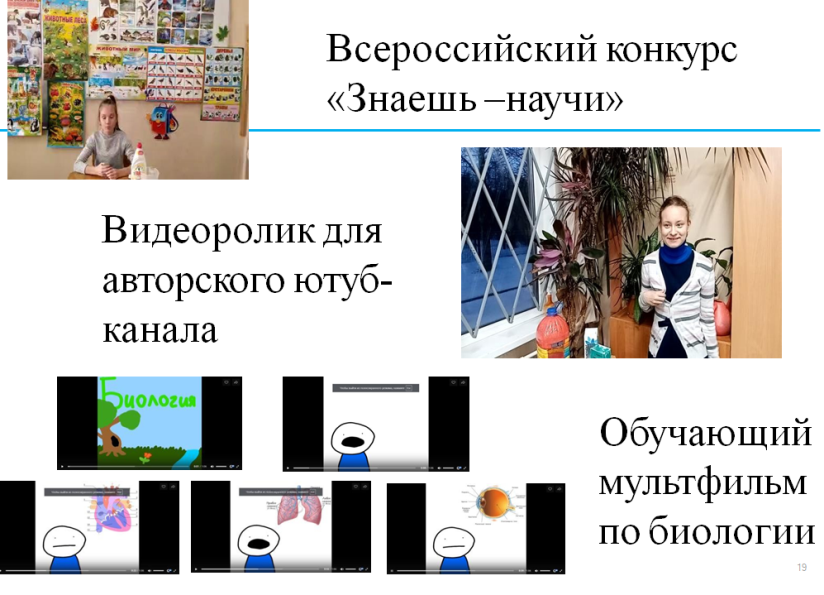 Всероссийский конкурс
«Знаешь –научи»
Видеоролик для
авторского ютуб-
канала
Биология
Обучающий
мультфильм
по биологии
19